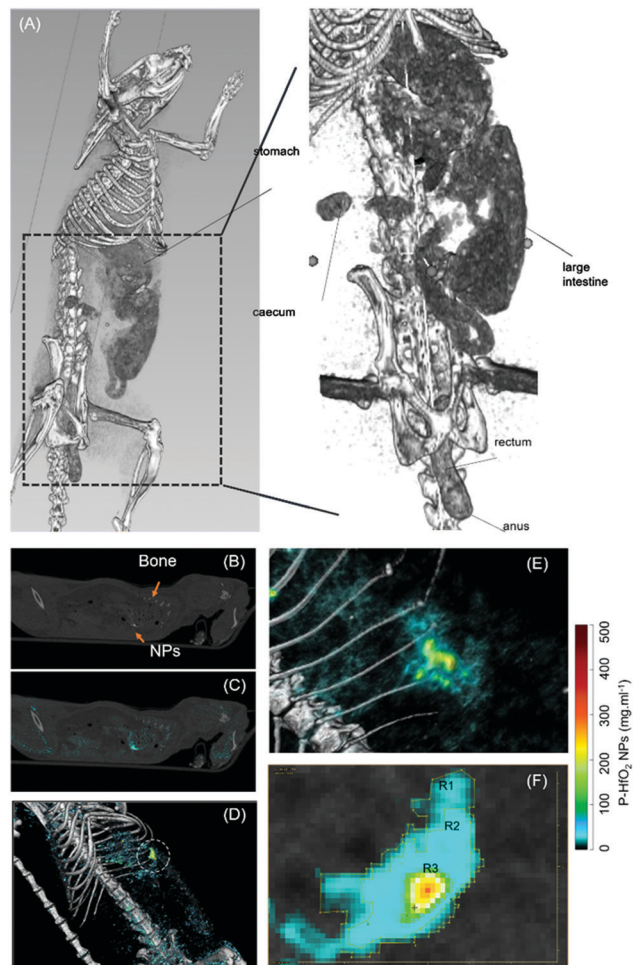 (A)
stomach
caecum
large
intestine
rectum
anus
(B)
Bone
NPs
(C)
(D)
(E)
(F)
R1
R2
R3
500
400
300
200
100
0
P-HfO₂ NPs (mg.ml⁻¹)